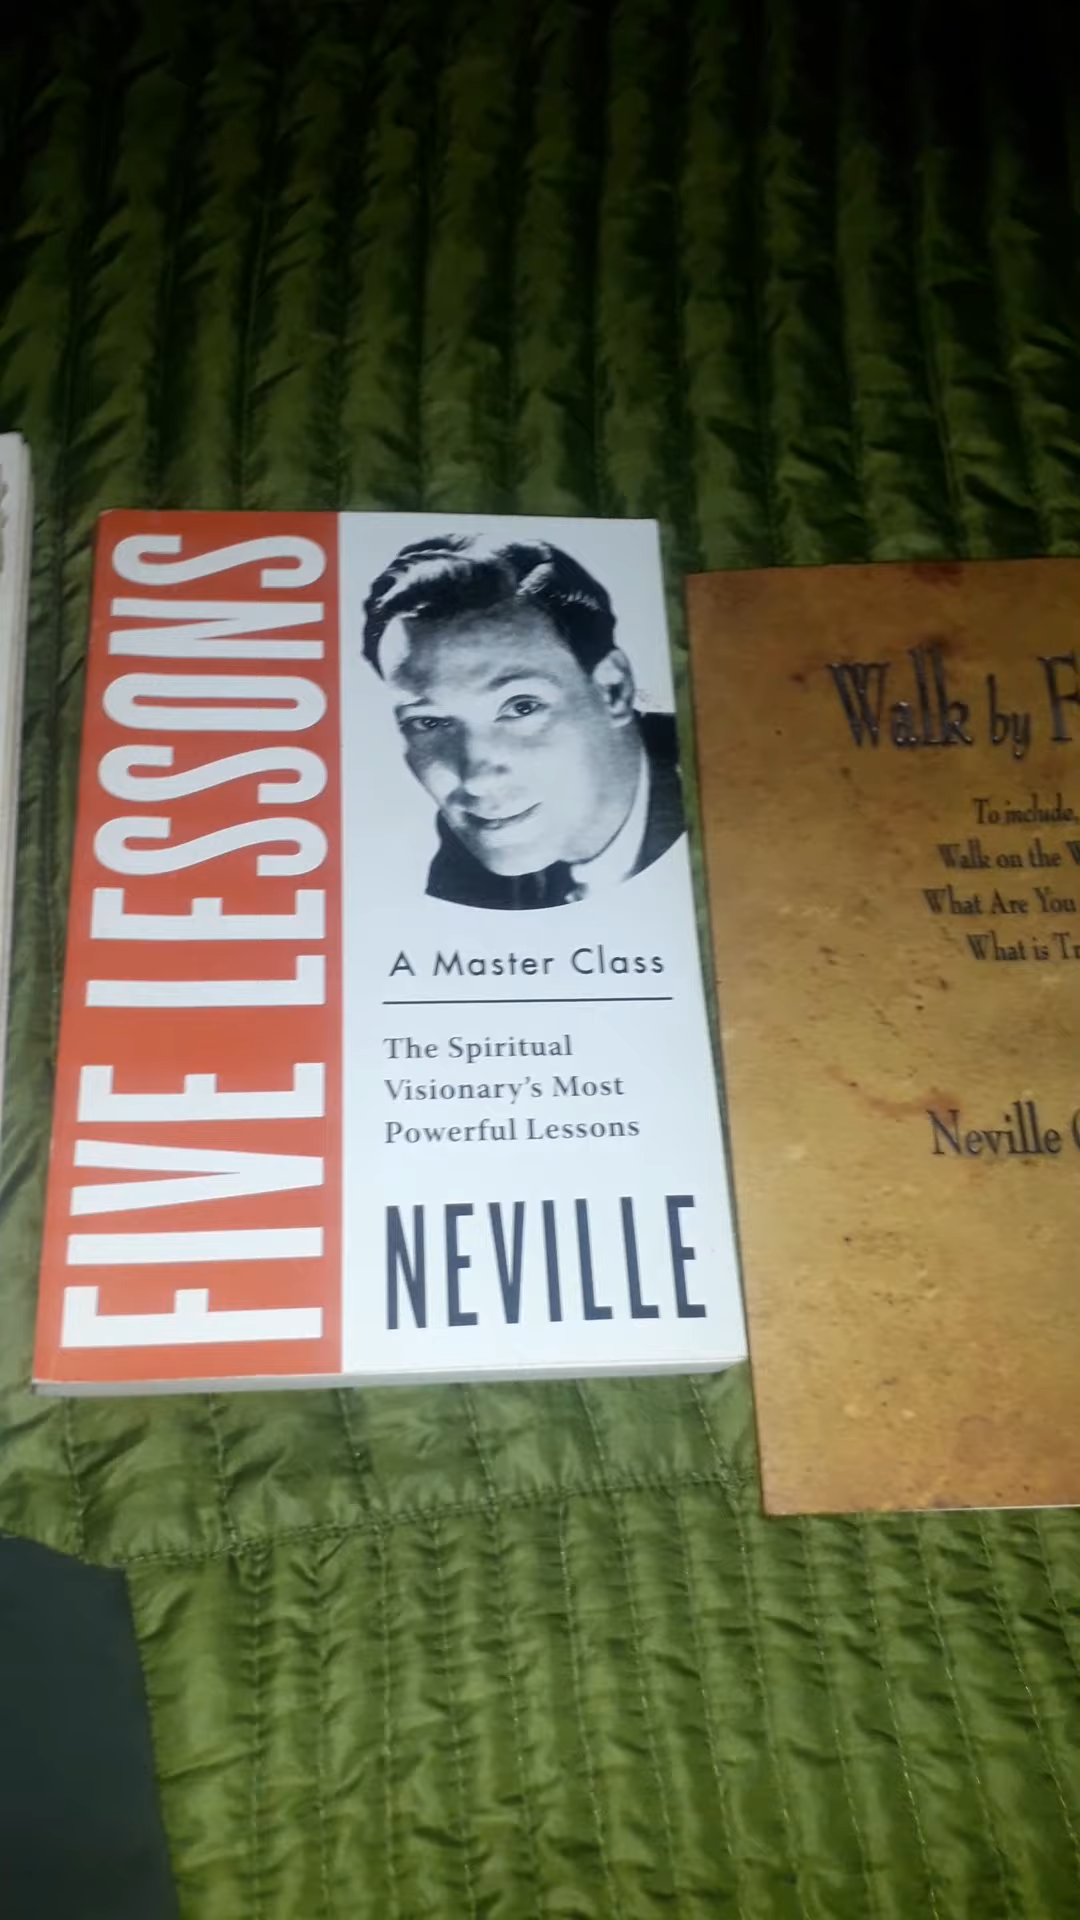 FIVE LESSONS
A Master Class
The Spiritual
Visionary's Most
Powerful Lessons
NEVILLE
Walk by
To include,
Walk on the
What Are You
What is
Neville